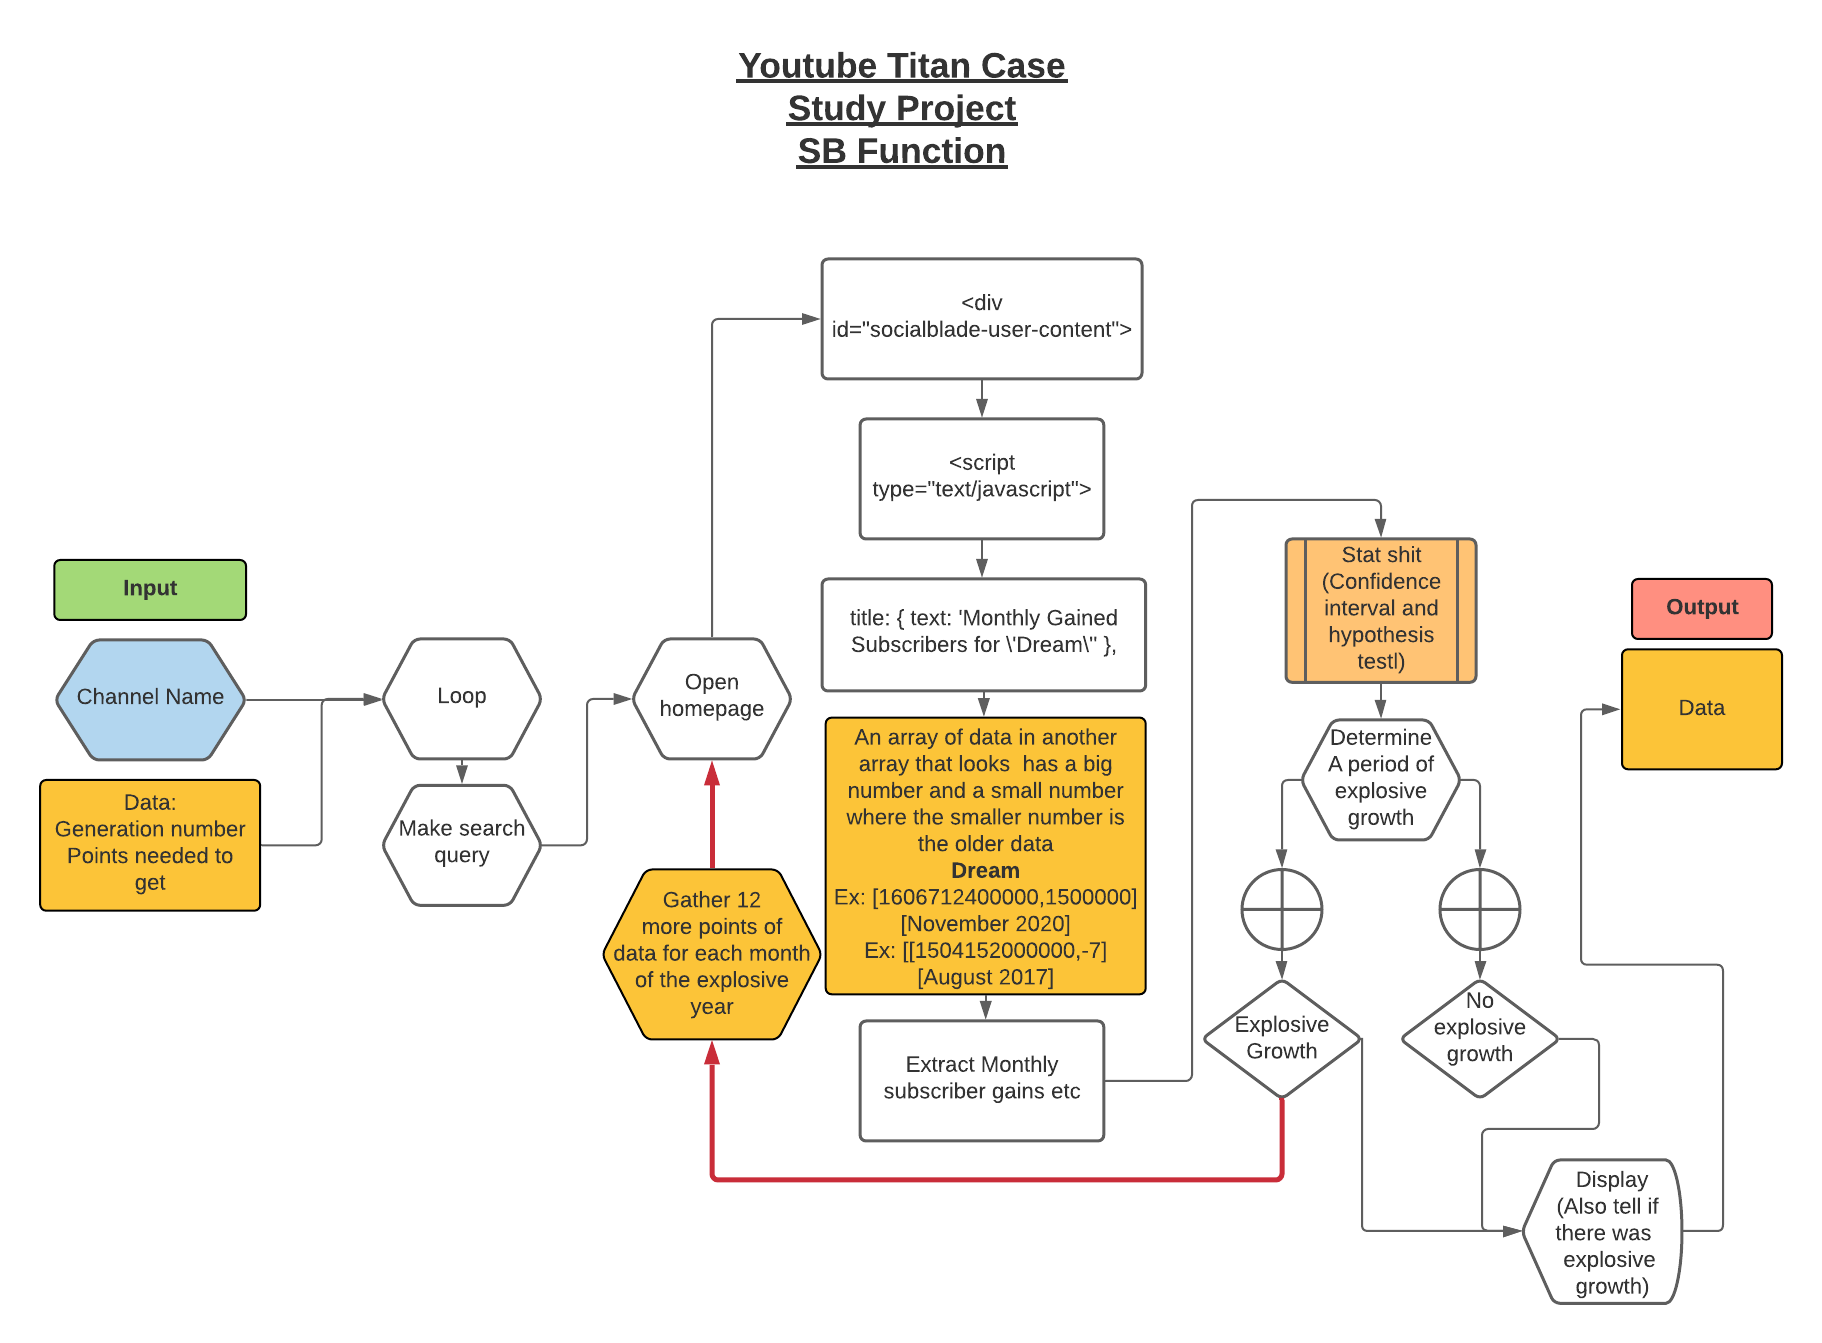 Youtube Titan Case
Study Project
SB Function
<div
id="socialblade-user-content">
<script
type="text/javascript">
title: { text: 'Monthly Gained
Subscribers for \'Dream\'' },
An array of data in another
array that looks  has a big
number and a small number
where the smaller number is
the older data
Dream
Ex: [1606712400000,1500000]
[November 2020]
Ex: [[1504152000000,-7]
[August 2017]
Extract Monthly
subscriber gains etc
Input
Channel Name
Data:
Generation number
Points needed to
get
Loop
Make search
query
Open
homepage
Gather 12
more points of
data for each month
of the explosive
year
Stat shit
(Confidence
interval and
hypothesis
testl)
Determine
A period of
explosive
growth
Explosive
Growth
No
explosive
growth
Display
(Also tell if
there was
explosive
growth)
Output
Data